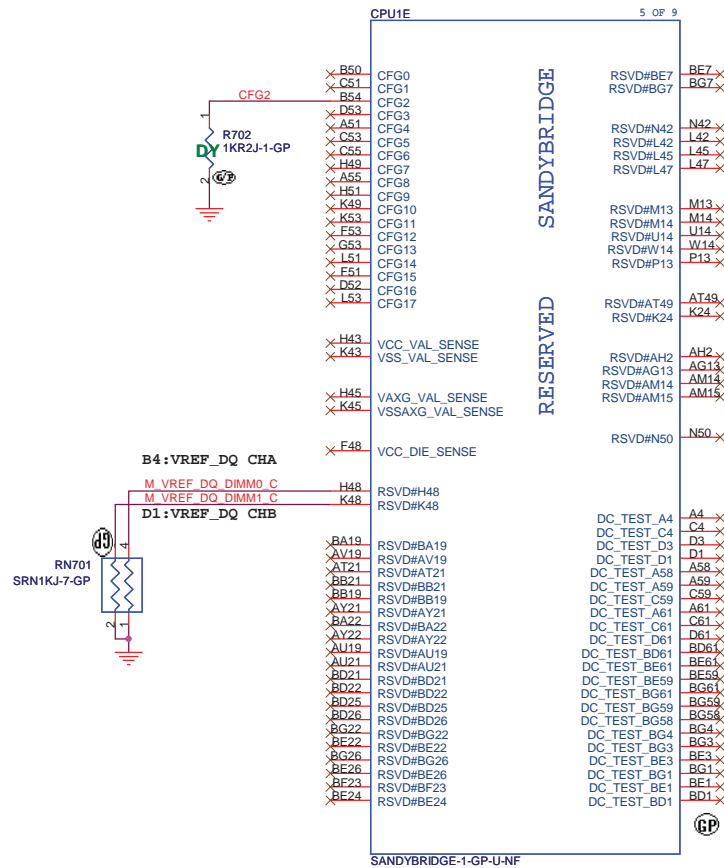 CPU1E
5 OF 9
B50 CFG0
C51 CFG1
CFG2 B54 CFG2
D53 CFG3
A51 CFG4
C53 CFG5
C55 CFG6
H49 CFG7
A55 CFG8
H51 CFG9
K49 CFG10
K53 CFG11
F53 CFG12
G53 CFG13
L51 CFG14
F51 CFG15
D52 CFG16
L53 CFG17
1
R702
1KR2J-1-GP
DY
2
G/P
H43 VCC_VAL_SENSE
K43 VSS_VAL_SENSE
H45 VAXG_VAL_SENSE
K45 VSSAXG_VAL_SENSE
F48 VCC_DIE_SENSE
B4:VREF_DQ CHA
M_VREF_DQ_DIMM0_C H48 RSVD#H48
M_VREF_DQ_DIMM1_C K48 RSVD#K48
D1:VREF_DQ CHB
GP
4
RN701
SRN1KJ-7-GP
2 1
BA19 RSVD#BA19
AV19 RSVD#AV19
AT21 RSVD#AT21
BB21 RSVD#BB21
BB19 RSVD#BB19
AY21 RSVD#AY21
BA22 RSVD#BA22
AY22 RSVD#AY22
AU19 RSVD#AU19
AU21 RSVD#AU21
BD21 RSVD#BD21
BD22 RSVD#BD22
BD25 RSVD#BD25
BD26 RSVD#BD26
BG22 RSVD#BG22
BE22 RSVD#BE22
BG26 RSVD#BG26
BE26 RSVD#BE26
BF23 RSVD#BF23
BE24 RSVD#BE24
SANDYBRIDGE
RESERVED
RSVD#BE7 BE7
RSVD#BG7 BG7
RSVD#N42 N42
RSVD#L42 L42
RSVD#L45 L45
RSVD#L47 L47
RSVD#M13 M13
RSVD#M14 M14
RSVD#U14 U14
RSVD#W14 W14
RSVD#P13 P13
RSVD#AT49 AT49
RSVD#K24 K24
RSVD#AH2 AH2
RSVD#AG13 AG13
RSVD#AM14 AM14
RSVD#AM15 AM15
RSVD#N50 N50
DC_TEST_A4 A4
DC_TEST_C4 C4
DC_TEST_D3 D3
DC_TEST_D1 D1
DC_TEST_A58 A58
DC_TEST_A59 A59
DC_TEST_C59 C59
DC_TEST_A61 A61
DC_TEST_C61 C61
DC_TEST_D61 D61
DC_TEST_BD61 BD61
DC_TEST_BE61 BE61
DC_TEST_BE59 BE59
DC_TEST_BG61 BG61
DC_TEST_BG59 BG59
DC_TEST_BG58 BG58
DC_TEST_BG4 BG4
DC_TEST_BG3 BG3
DC_TEST_BE3 BE3
DC_TEST_BG1 BG1
DC_TEST_BE1 BE1
DC_TEST_BD1 BD1
GP
SANDYBRIDGE-1-GP-U-NF